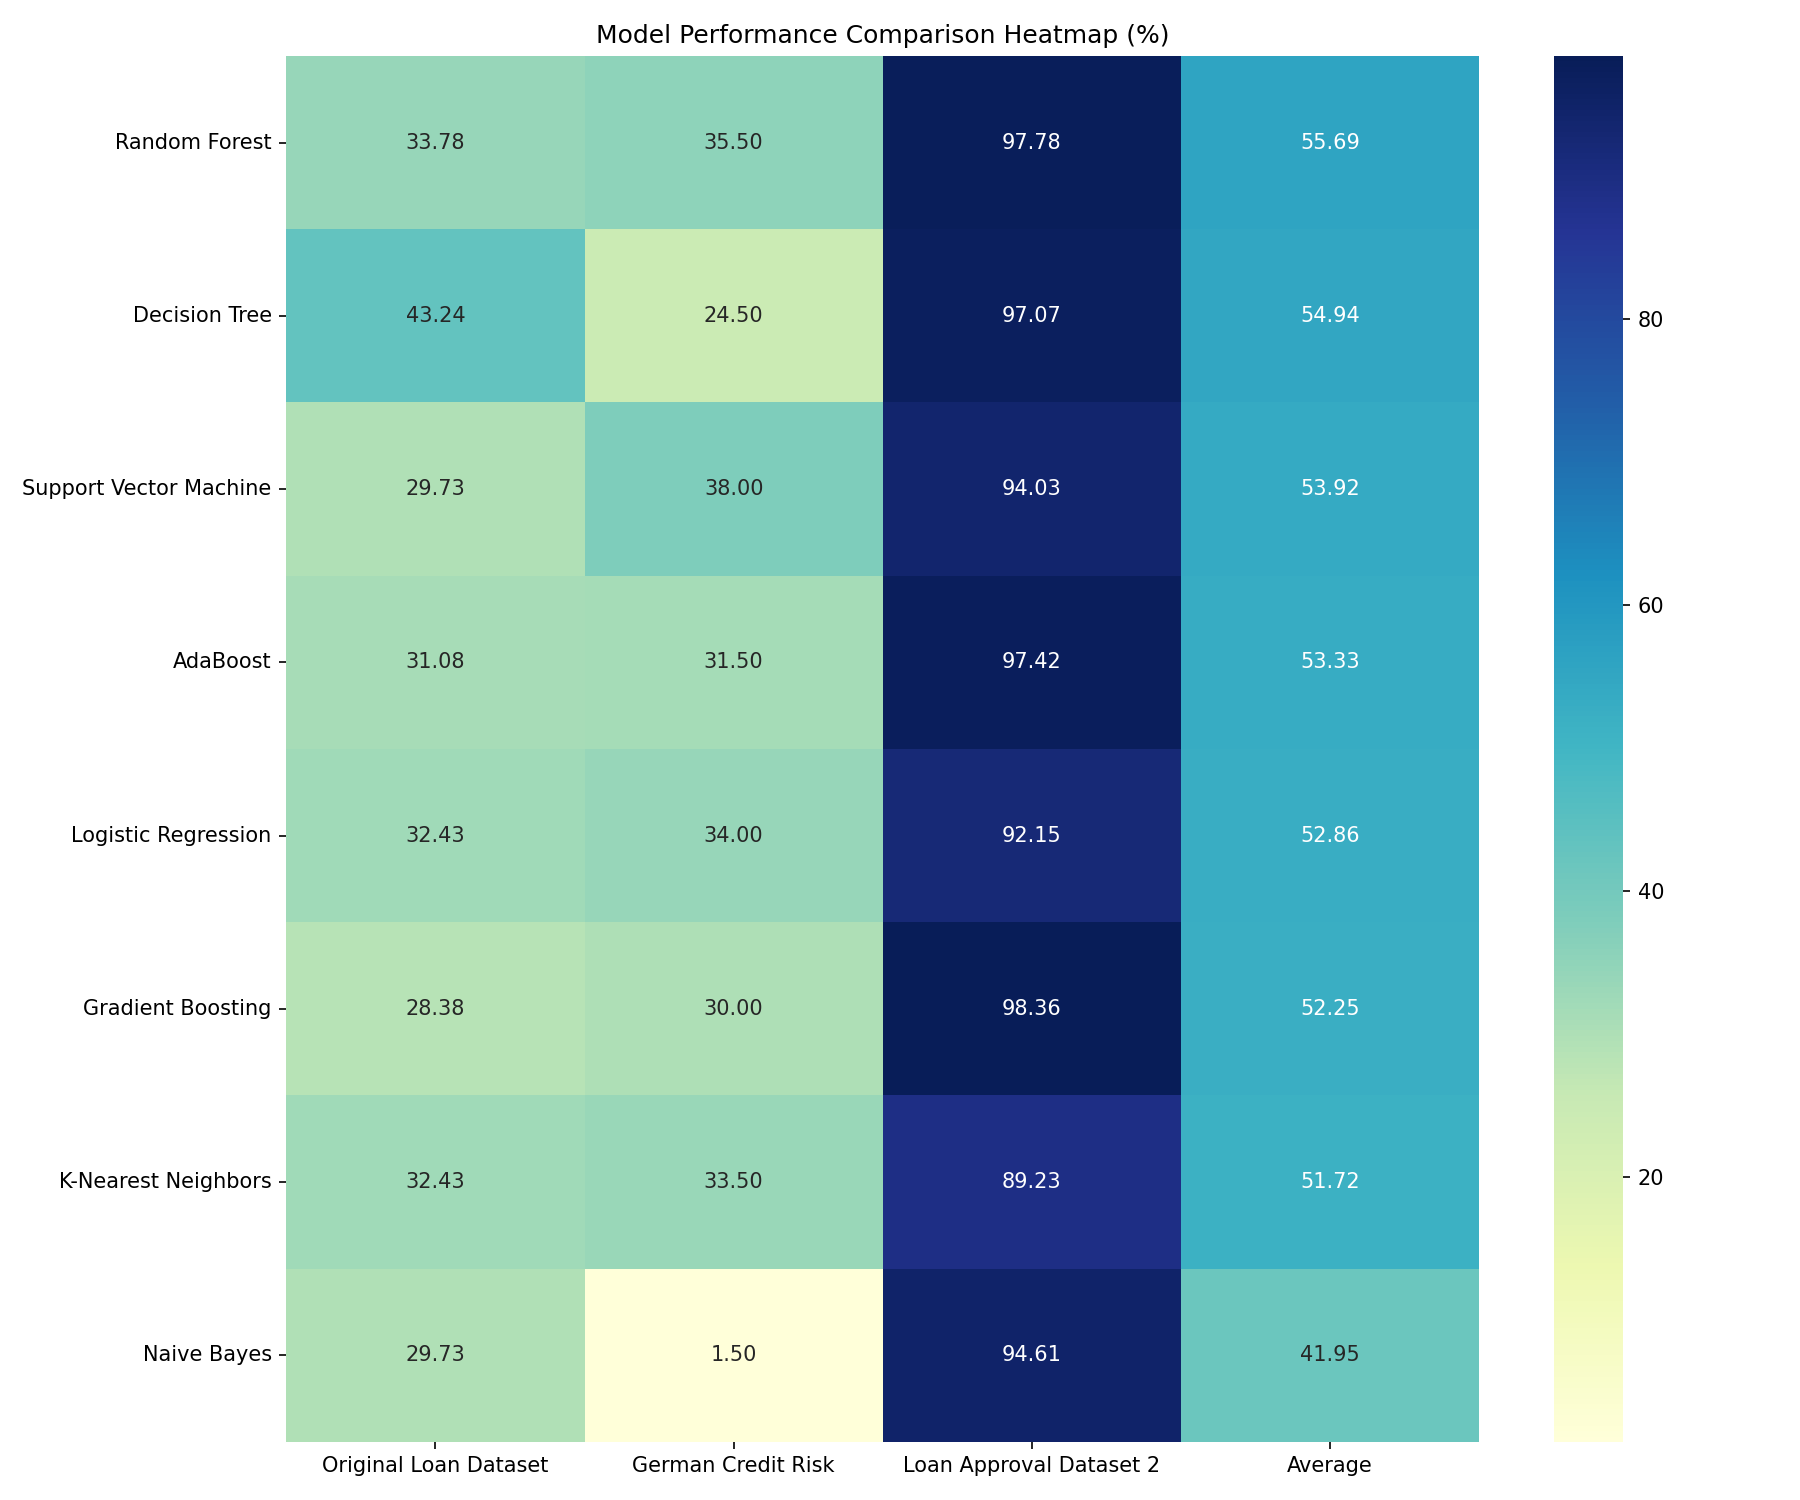 Model Performance Comparison Heatmap (%)
Random Forest 33.78 35.50 97.78 55.69
Decision Tree 43.24 24.50 97.07 54.94
80
Support Vector Machine 29.73 38.00 94.03 53.92
60
AdaBoost 31.08 31.50 97.42 53.33
Logistic Regression 32.43 34.00 92.15 52.86
40
Gradient Boosting 28.38 30.00 98.36 52.25
K-Nearest Neighbors 32.43 33.50 89.23 51.72
20
Naive Bayes 29.73 1.50 94.61 41.95
Original Loan Dataset German Credit Risk Loan Approval Dataset 2 Average